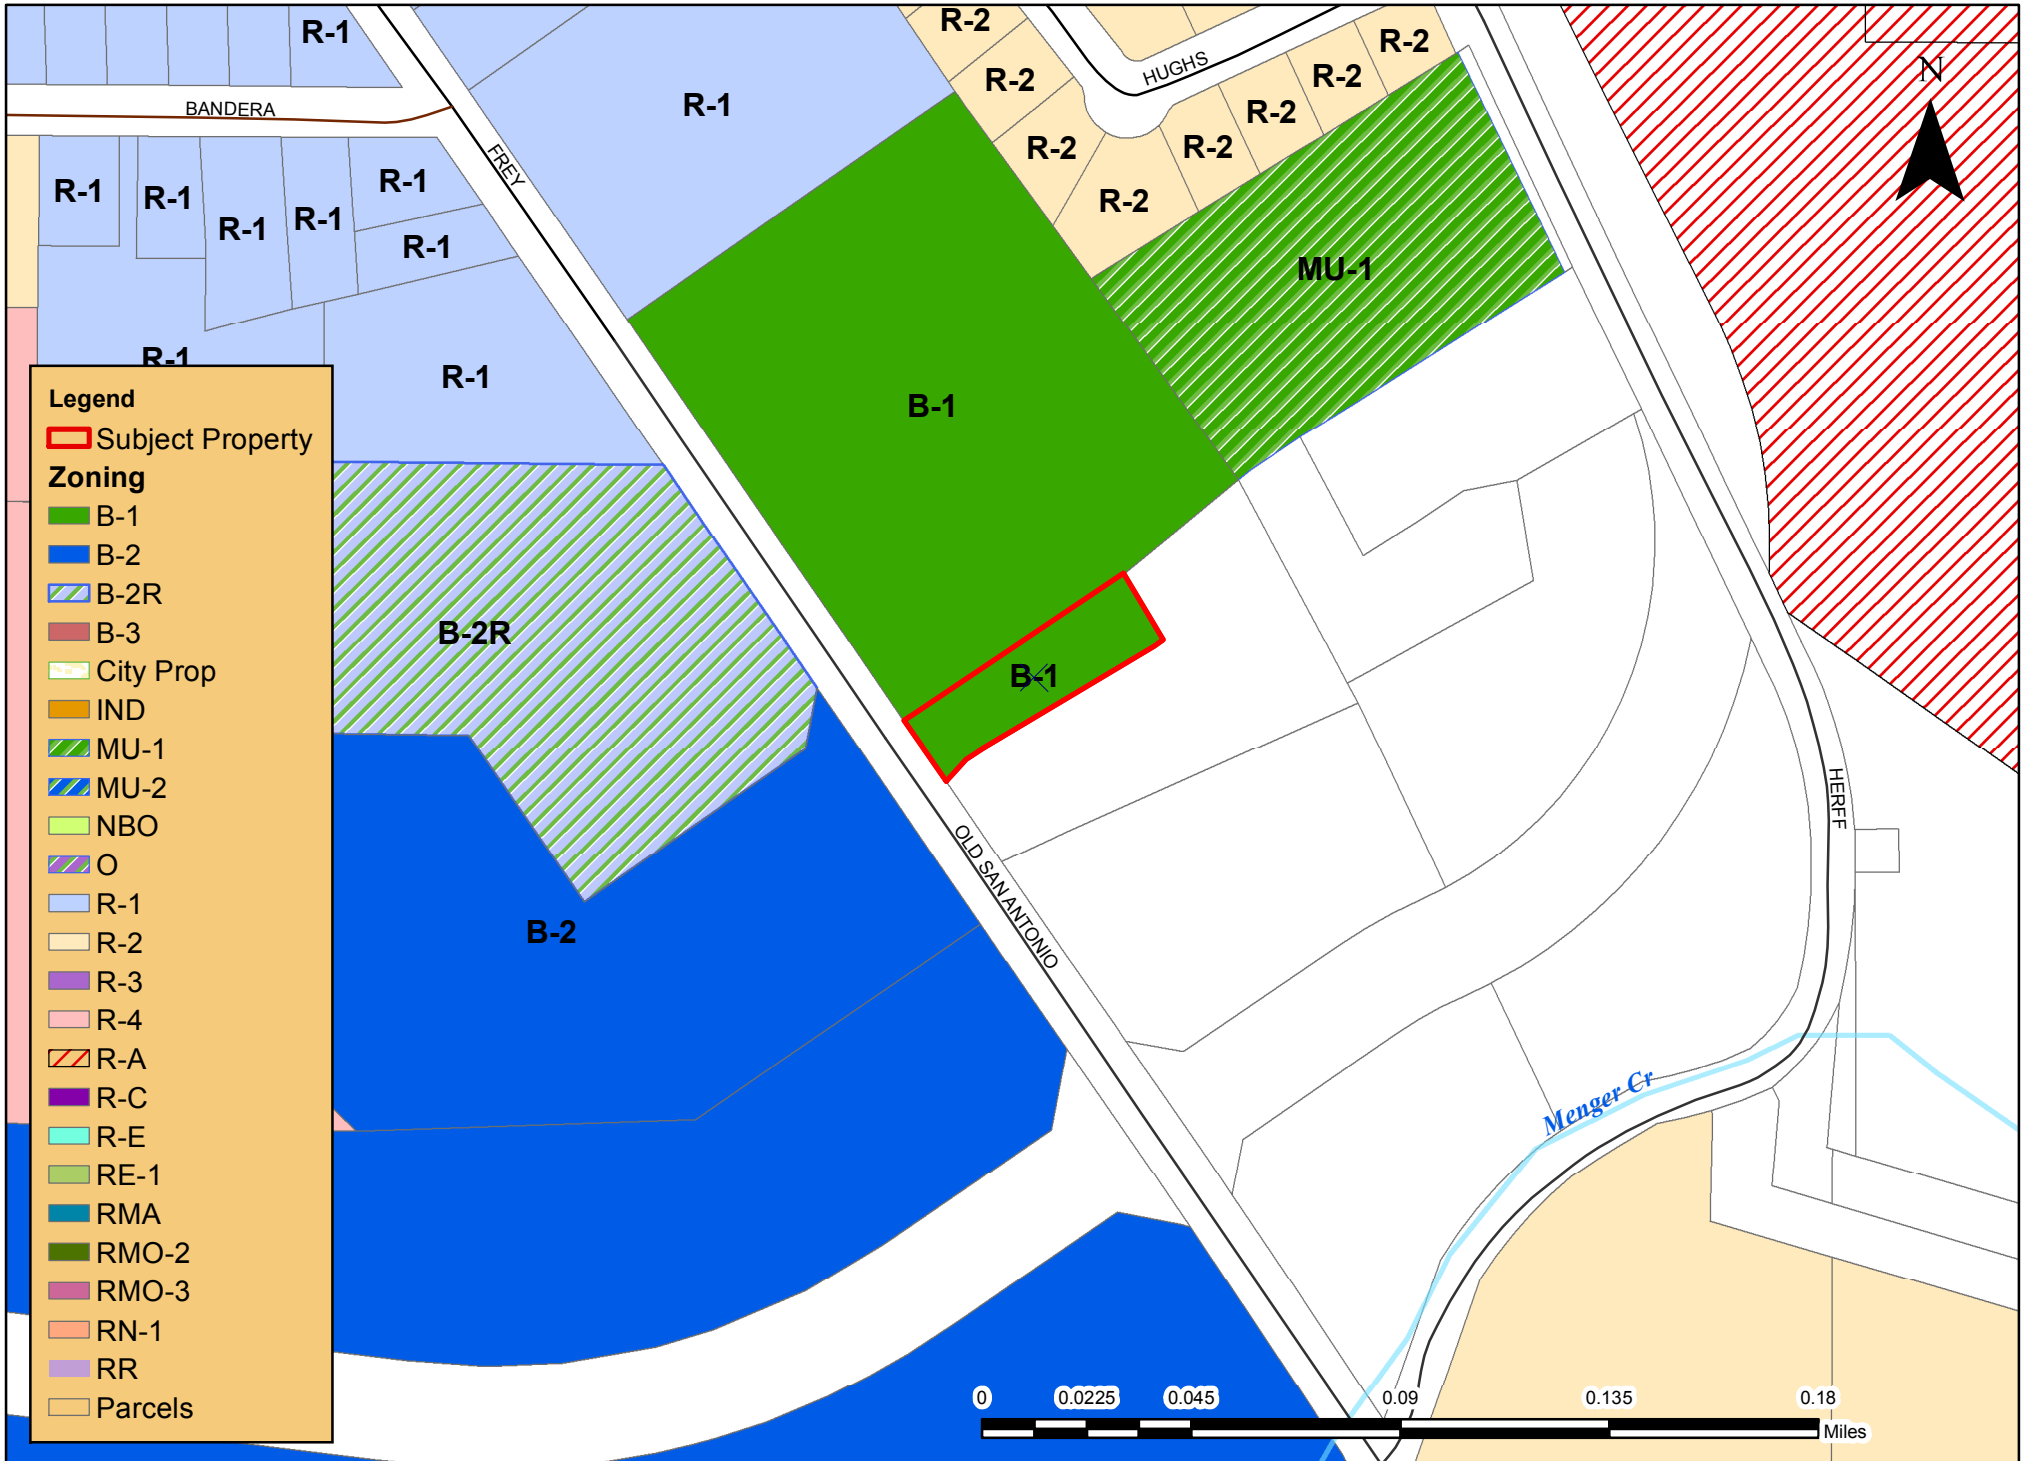 R-1
R-2
R-2
R-2
R-2
HUGHS
R-2
R-1
R-2
N
BANDERA
R-2
R-2
FREY
R-1
R-1
R-1
R-1
R-1
R-1
R-2
MU-1
R-1
R-1
B-1
B-2R
B-1
B-2
OLD SAN ANTONIO
HERFF
Menger Cr
Legend
Subject Property
Zoning
B-1
B-2
B-2R
B-3
City Prop
IND
MU-1
MU-2
NBO
O
R-1
R-2
R-3
R-4
R-A
R-C
R-E
RE-1
RMA
RMO-2
RMO-3
RN-1
RR
Parcels
0 0.0225 0.045 0.09 0.135 0.18
Miles